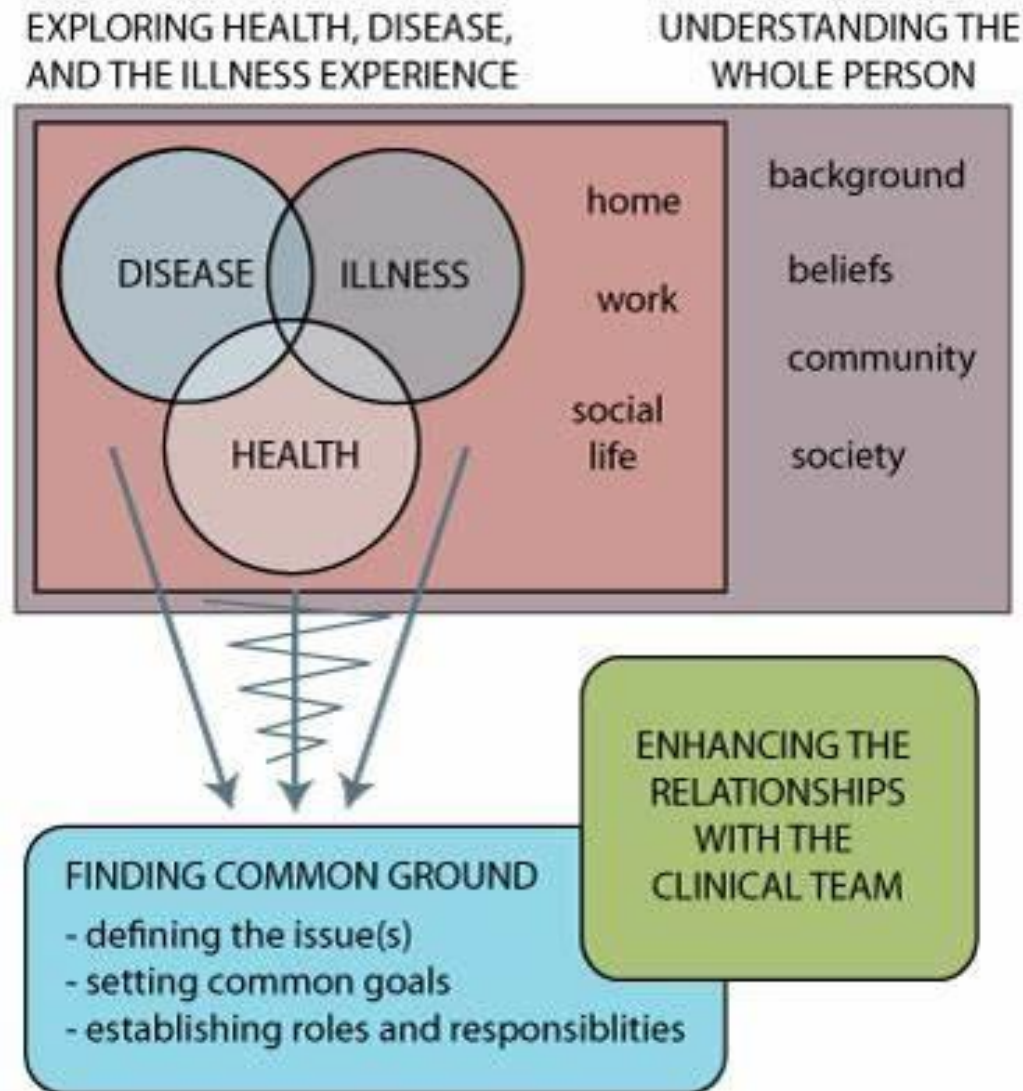 EXPLORING HEALTH, DISEASE,
AND THE ILLNESS EXPERIENCE
UNDERSTANDING THE
WHOLE PERSON
DISEASE
ILLNESS
HEALTH
home
work
social
life
background
beliefs
community
society
ENHANCING THE
RELATIONSHIPS
WITH THE
CLINICAL TEAM
FINDING COMMON GROUND
- defining the issue(s)
- setting common goals
- establishing roles and responsiblities